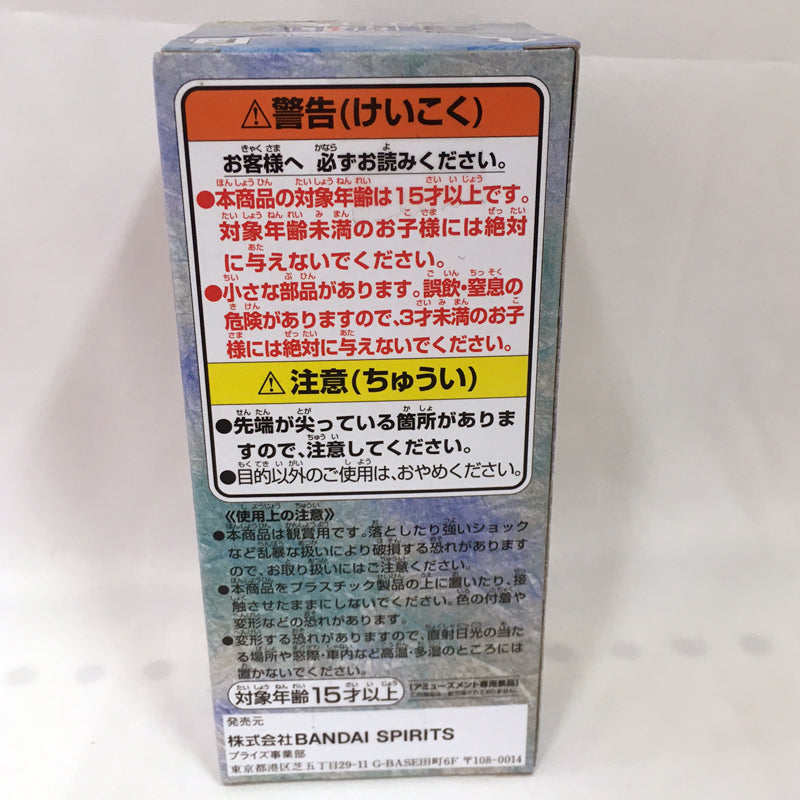 ⚠警告(けいこく)
お客様へ 必ずお読みください。
●本商品の対象年齢は15才以上です。
対象年齢未満のお子様には絶対
に与えないでください。
●小さな部品があります。誤飲・窒息の
危険がありますので、3才未満のお子
様には絶対に与えないでください。
⚠注意(ちゅうい)
●先端が尖っている箇所がありま
すので、注意してください。
●目的以外のご使用は、おやめください。
《使用上の注意》
●本商品は観賞用です。落としたり強いショック
など乱暴な扱いにより破損する恐れがあります
ので、お取り扱いにはご注意ください。
●本商品をプラスチック製品の上に置いたり、接
触させたままにしないでください。色の付着や
変形などの恐れがあります。
●変形する恐れがありますので、直射日光の当た
る場所や窓際・車内など高温・多湿のところには
置かないでください。
対象年齢15才以上
[アミューズメント専用景品]
発売元
株式会社BANDAI SPIRITS
プライズ事業部
東京都港区芝五丁目29-11 G-BASE田町6F 〒108-0014